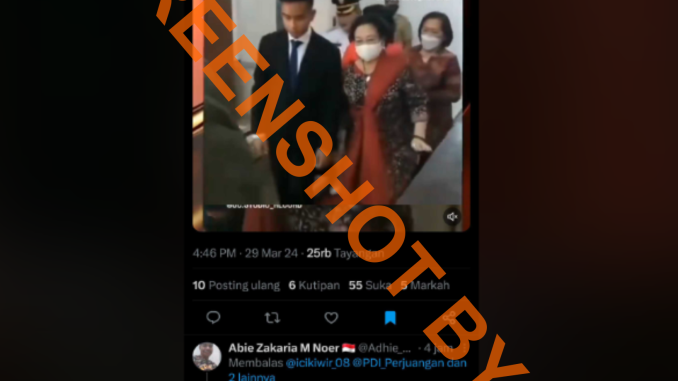 REENSHOT BY
4:46 PM · 29 Mar 24 · 25rb Tayangan
10 Posting ulang 6 Kutipan 55 Suka 5 Markah
Abie Zakaria M Noer 🇮🇩 @Adhie_... · 4 jam
Membalas @icikiwir_08 @PDI_Perjuangan dan
2 lainnya